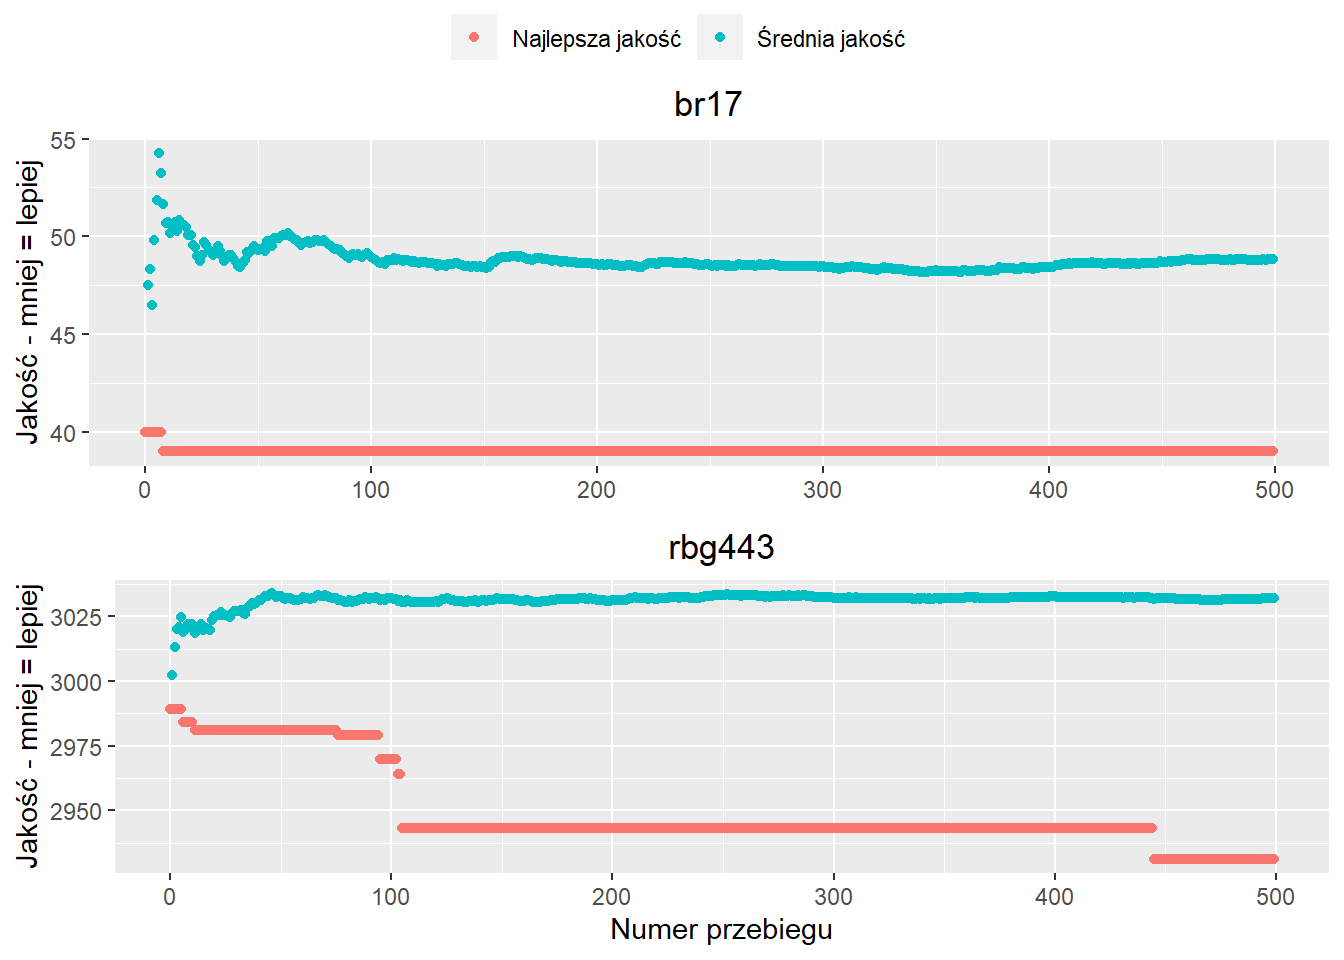 Najlepsza jakość Średnia jakość
br17
Jakość - mniej = lepiej
55
50
45
40
0 100 200 300 400 500
rbg443
Jakość - mniej = lepiej
3025
3000
2975
2950
0 100 200 300 400 500
Numer przebiegu